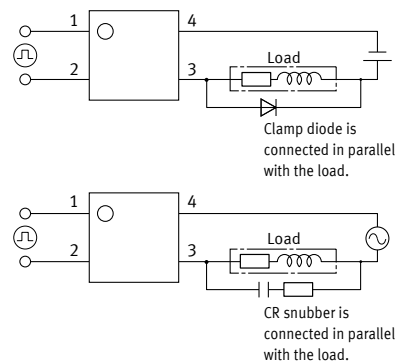 1
4
2
3
Load
Clamp diode is
connected in parallel
with the load.
1
4
2
3
Load
CR snubber is
connected in parallel
with the load.